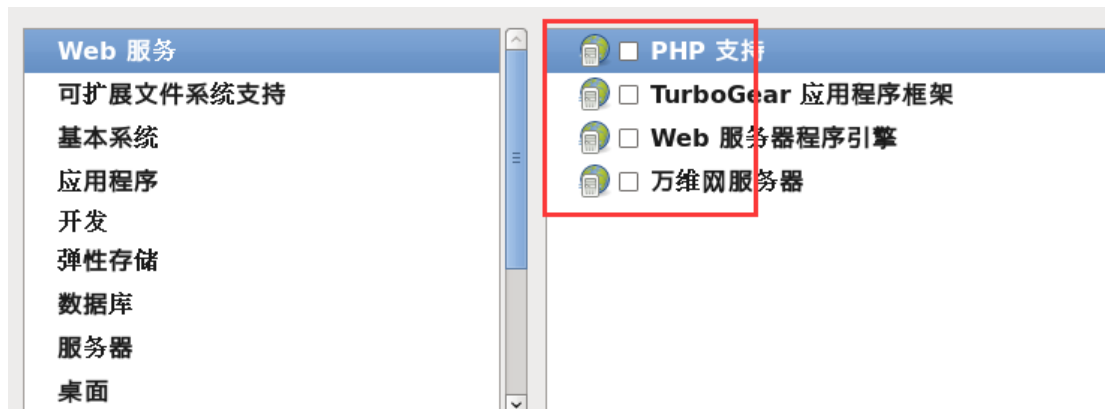 Web 服务
可扩展文件系统支持
基本系统
应用程序
开发
弹性存储
数据库
服务器
桌面
PHP 支持
TurboGear 应用程序框架
Web 服务器程序引擎
万维网服务器